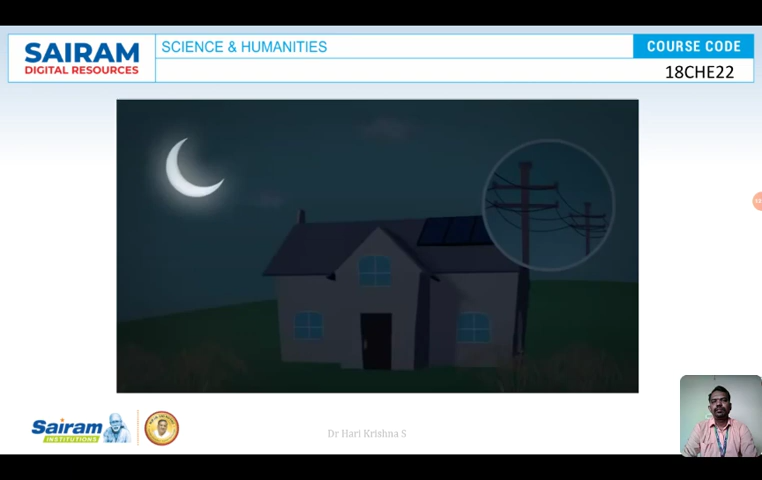 SAIRAM
DIGITAL RESOURCES
SCIENCE & HUMANITIES
COURSE CODE
18CHE22
Sairam
INSTITUTIONS
Dr Hari Krishna S